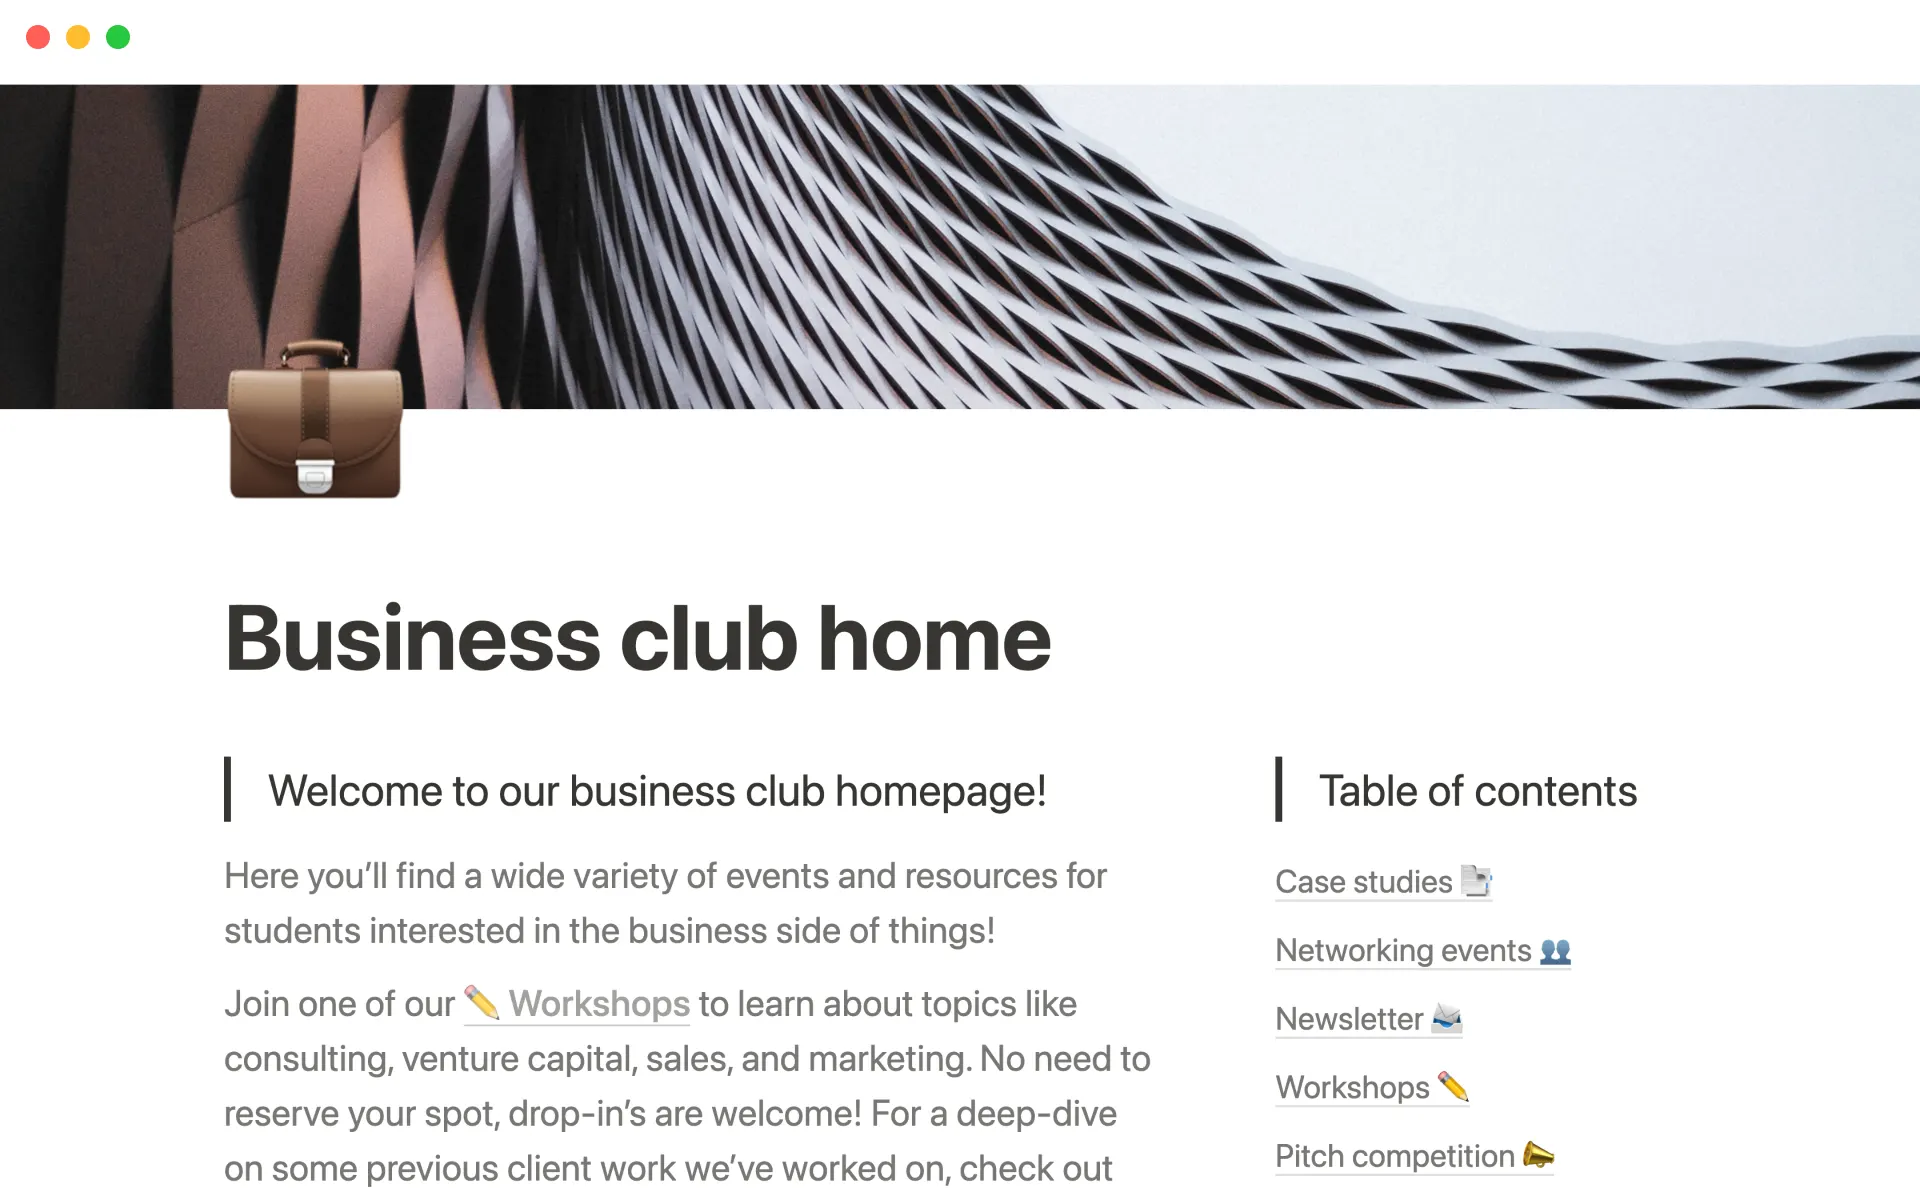 Business club home
Welcome to our business club homepage!
Here you’ll find a wide variety of events and resources for
students interested in the business side of things!
Join one of our ✏️ Workshops to learn about topics like
consulting, venture capital, sales, and marketing. No need to
reserve your spot, drop-in’s are welcome! For a deep-dive
on some previous client work we’ve worked on, check out
Table of contents
Case studies 📑
Networking events 👥
Newsletter 📨
Workshops ✏️
Pitch competition 📣